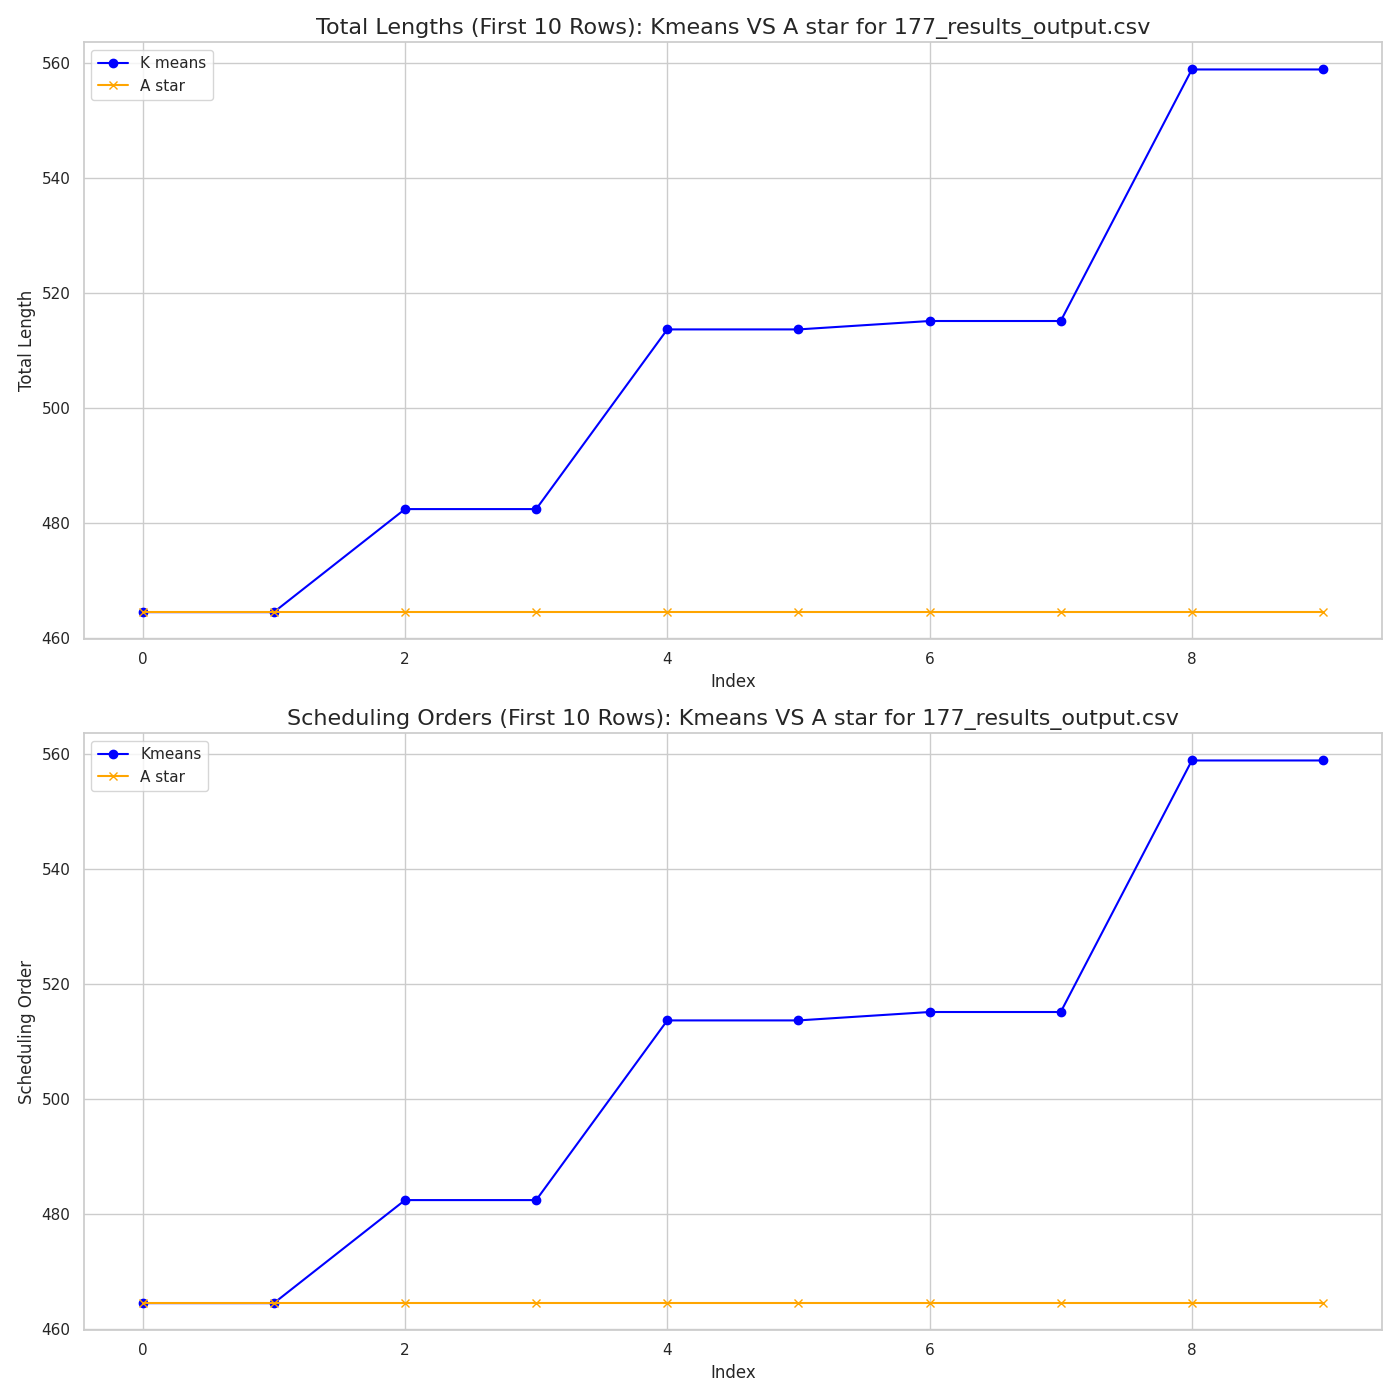 Total Lengths (First 10 Rows): Kmeans VS A star for 177_results_output.csv
K means
A star
560
540
520
500
480
460
Total Length
0 2 4 6 8
Index
Scheduling Orders (First 10 Rows): Kmeans VS A star for 177_results_output.csv
Kmeans
A star
560
540
520
500
480
460
Scheduling Order
0 2 4 6 8
Index